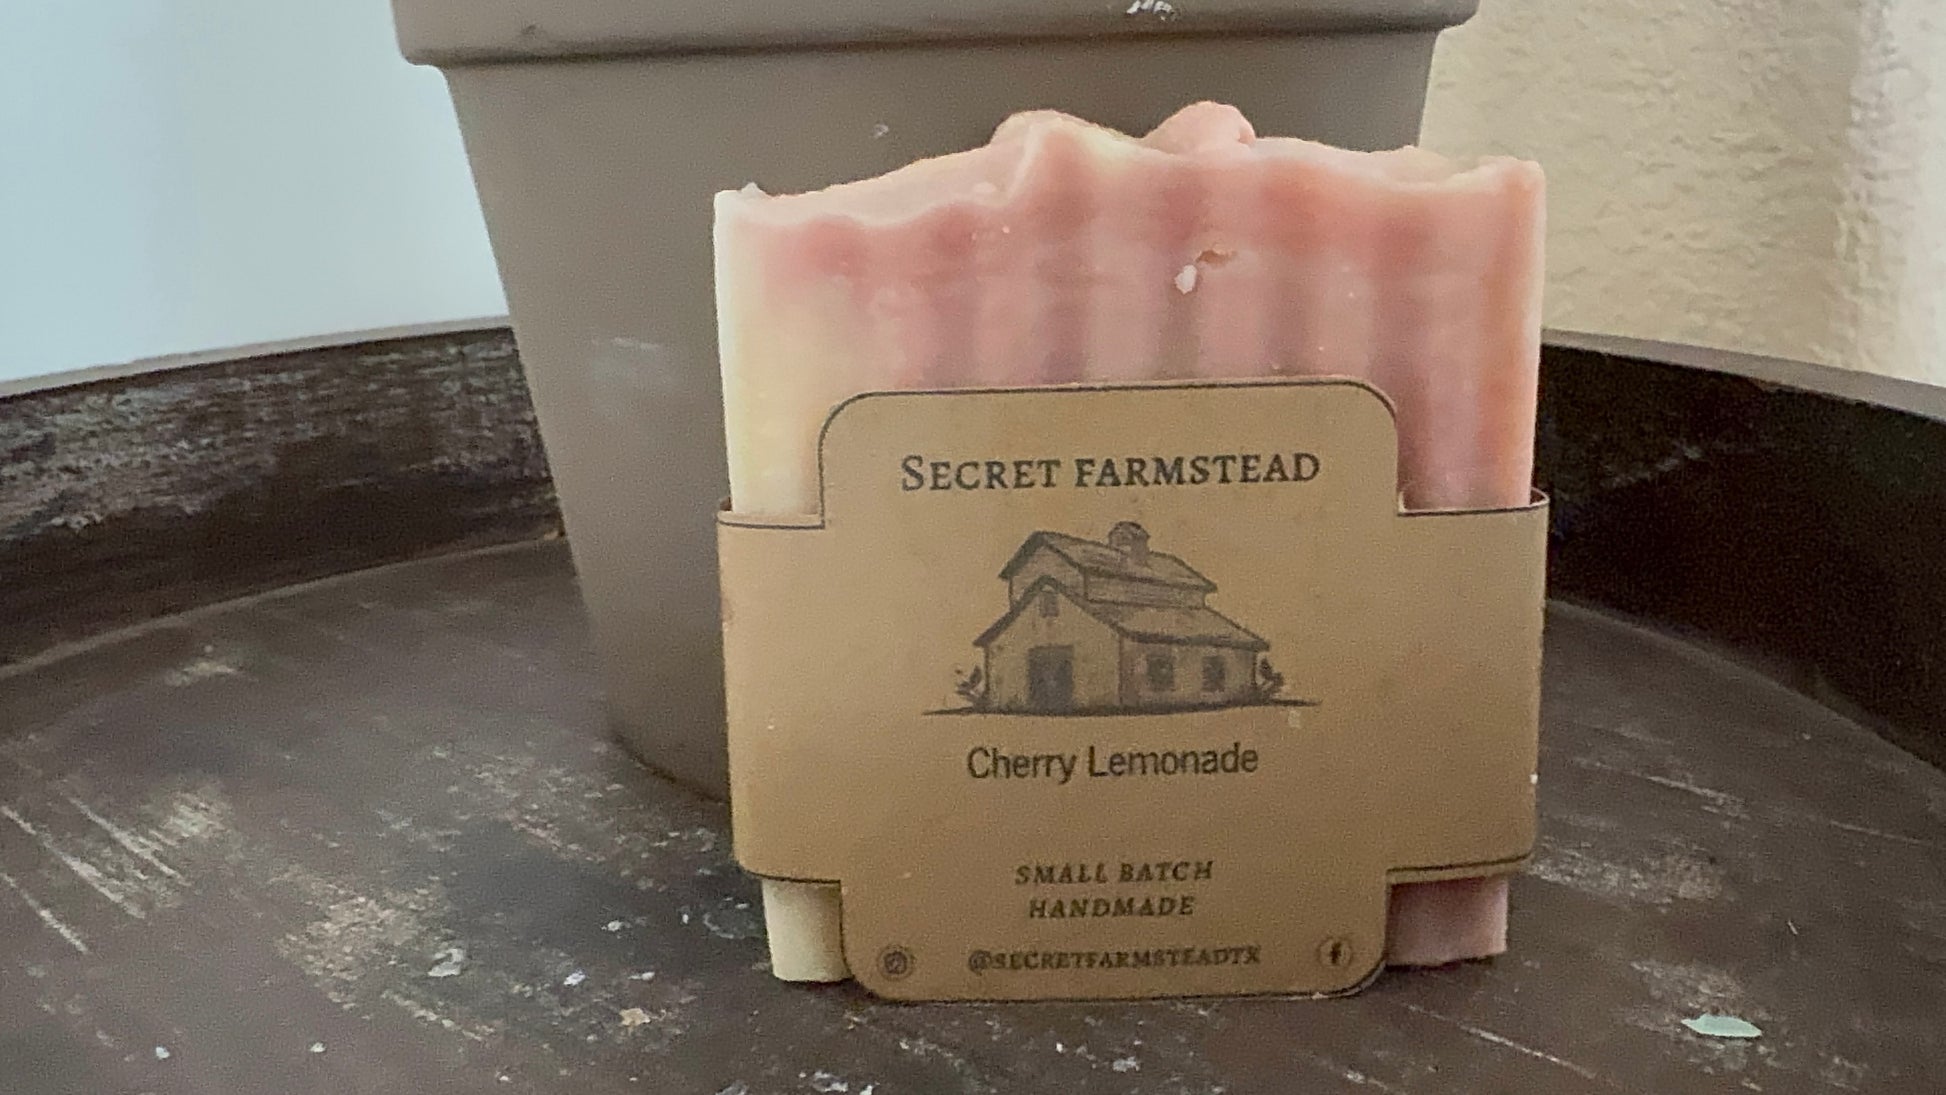 SECRET FARMSTEAD
Cherry Lemonade
SMALL BATCH
HANDMADE
@SECRETFARMSTEADTX